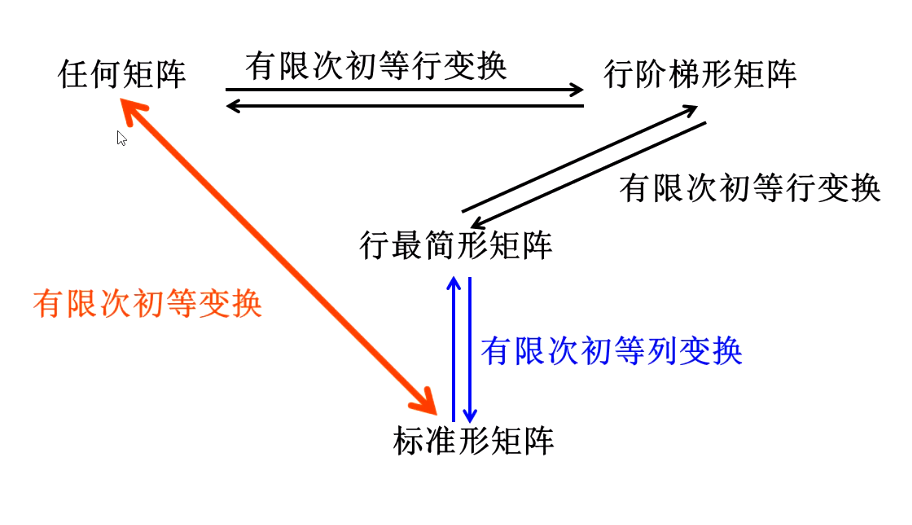 任何矩阵
有限次初等行变换
行阶梯形矩阵
有限次初等行变换
行最简形矩阵
有限次初等变换
有限次初等列变换
标准形矩阵